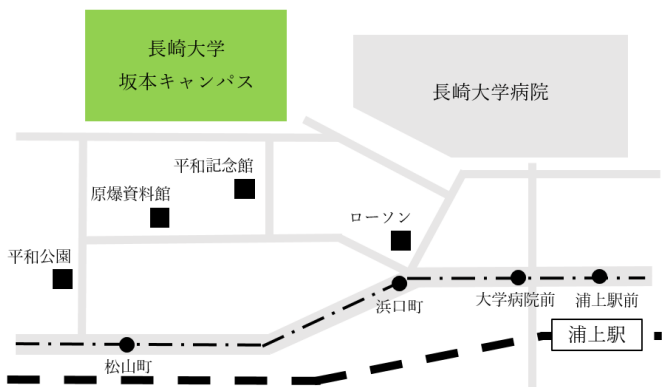 長崎大学
坂本キャンパス
長崎大学病院
平和記念館
原爆資料館
ローソン
平和公園
浜口町
大学病院前
浦上駅前
浦上駅
松山町